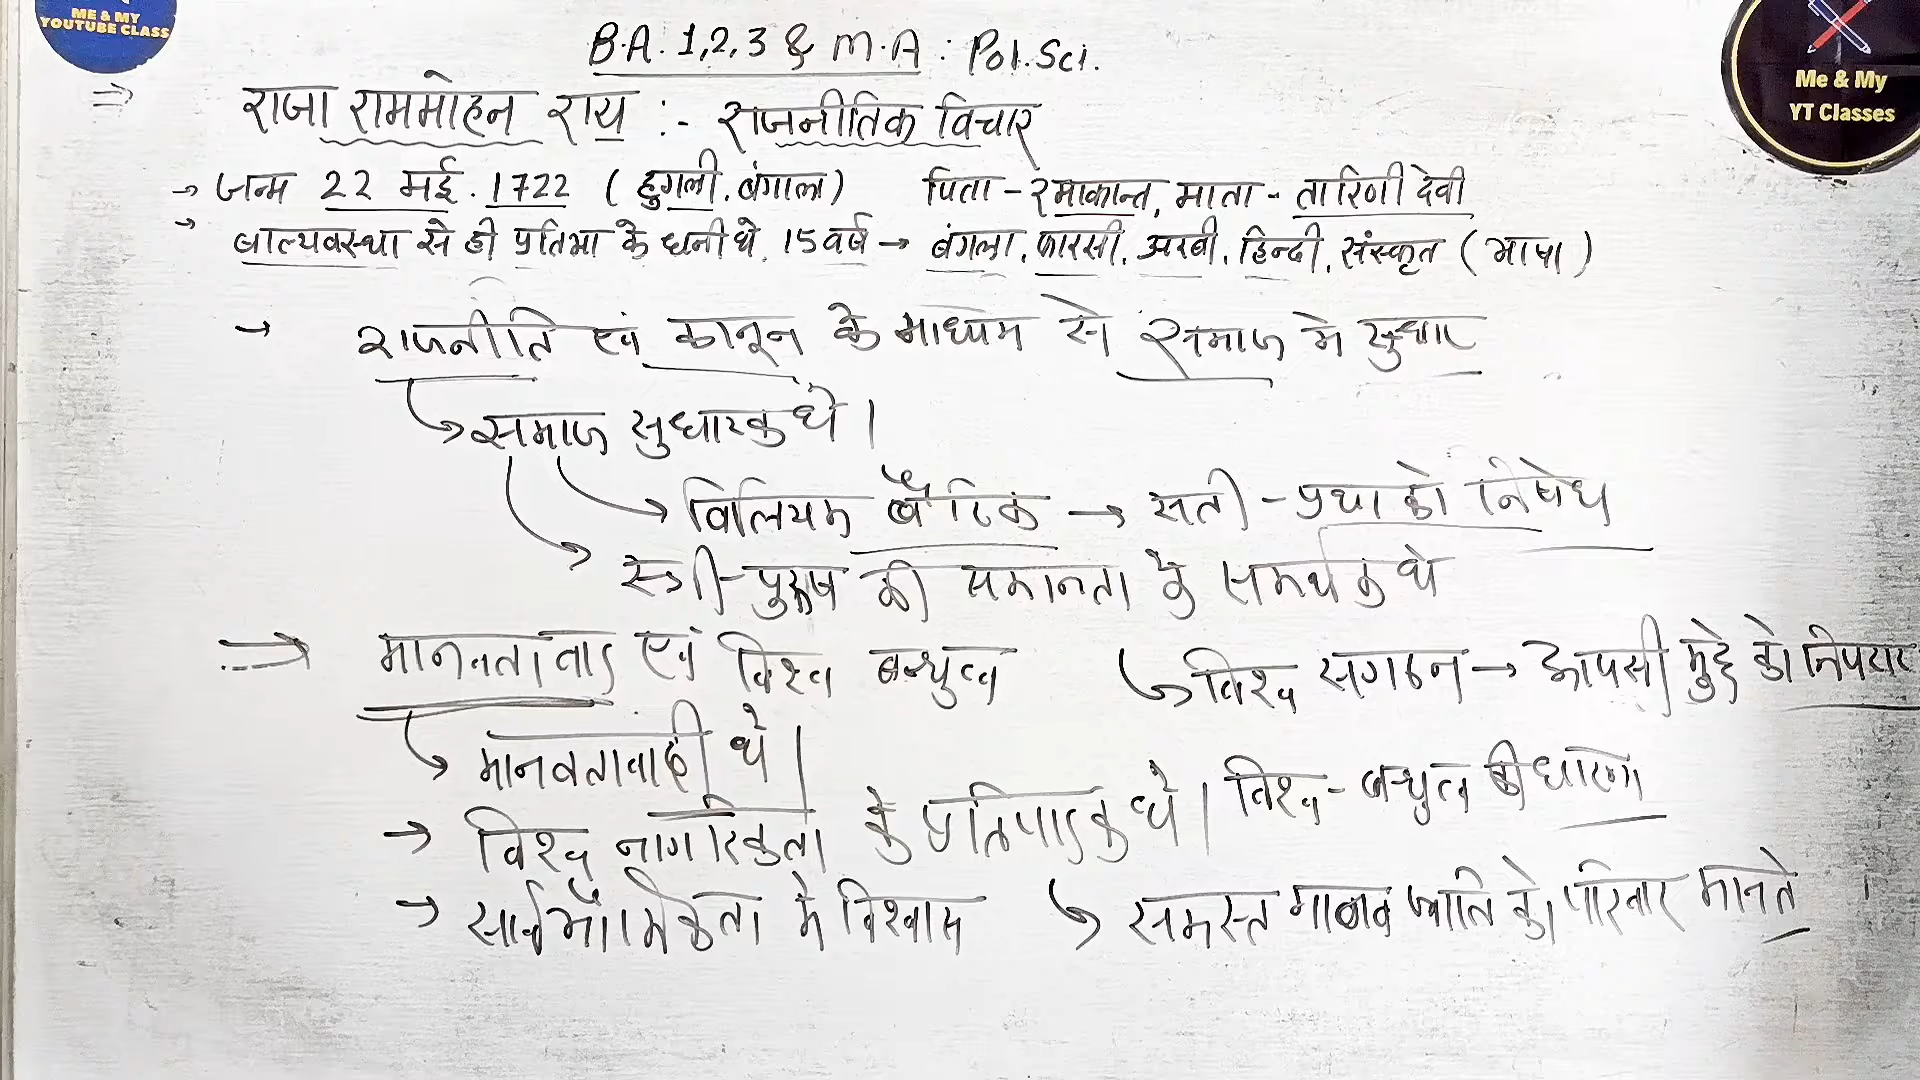 ME & MY
YOUTUBE CLASS
B.A. 1,2,3 & M.A : Pol.Sci.
Me & My
YT Classes
⇒ राजा राममोहन राय :- राजनीतिक विचार
→ जन्म 22 मई. 1722 (हुगली. बंगाल) पिता - रमाकान्त, माता - तारिणी देवी
→ बाल्यवस्था से ही प्रतिभा के धनी थे. 15 वर्ष → बंगला, फारसी, अरबी, हिन्दी, संस्कृत (भाषा)
→ राजनीति एवं कानून के माध्यम से समाज मे सुधार
↳ समाज सुधारक थे।
→ विलियम बैंटिक → सती - प्रथा को निषेध
→ स्त्री-पुरूष की समानता के समर्थक थे
⇒ मानवतावाद एवं विश्व बन्धुत्व ↳ विश्व सगठन → आपसी मुद्दे को निपटारा
↳ मानवतावादी थे।
→ विश्व नागरिकता के प्रतिपादक थे। विश्व - बन्धुत्व की धारणा
→ सार्वभौमिकता मे विश्वास ↳ समस्त मानव जाति को परिवार मानते